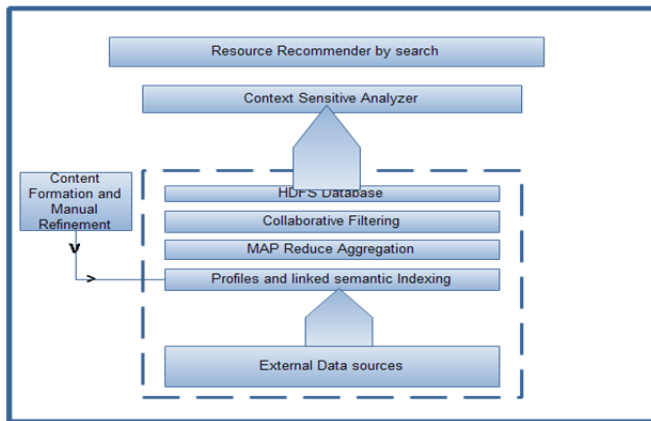 Resource Recommender by search
Context Sensitive Analyzer
Content
Formation and
Manual
Refinement
HDFS Database
Collaborative Filtering
MAP Reduce Aggregation
Profiles and linked semantic Indexing
External Data sources